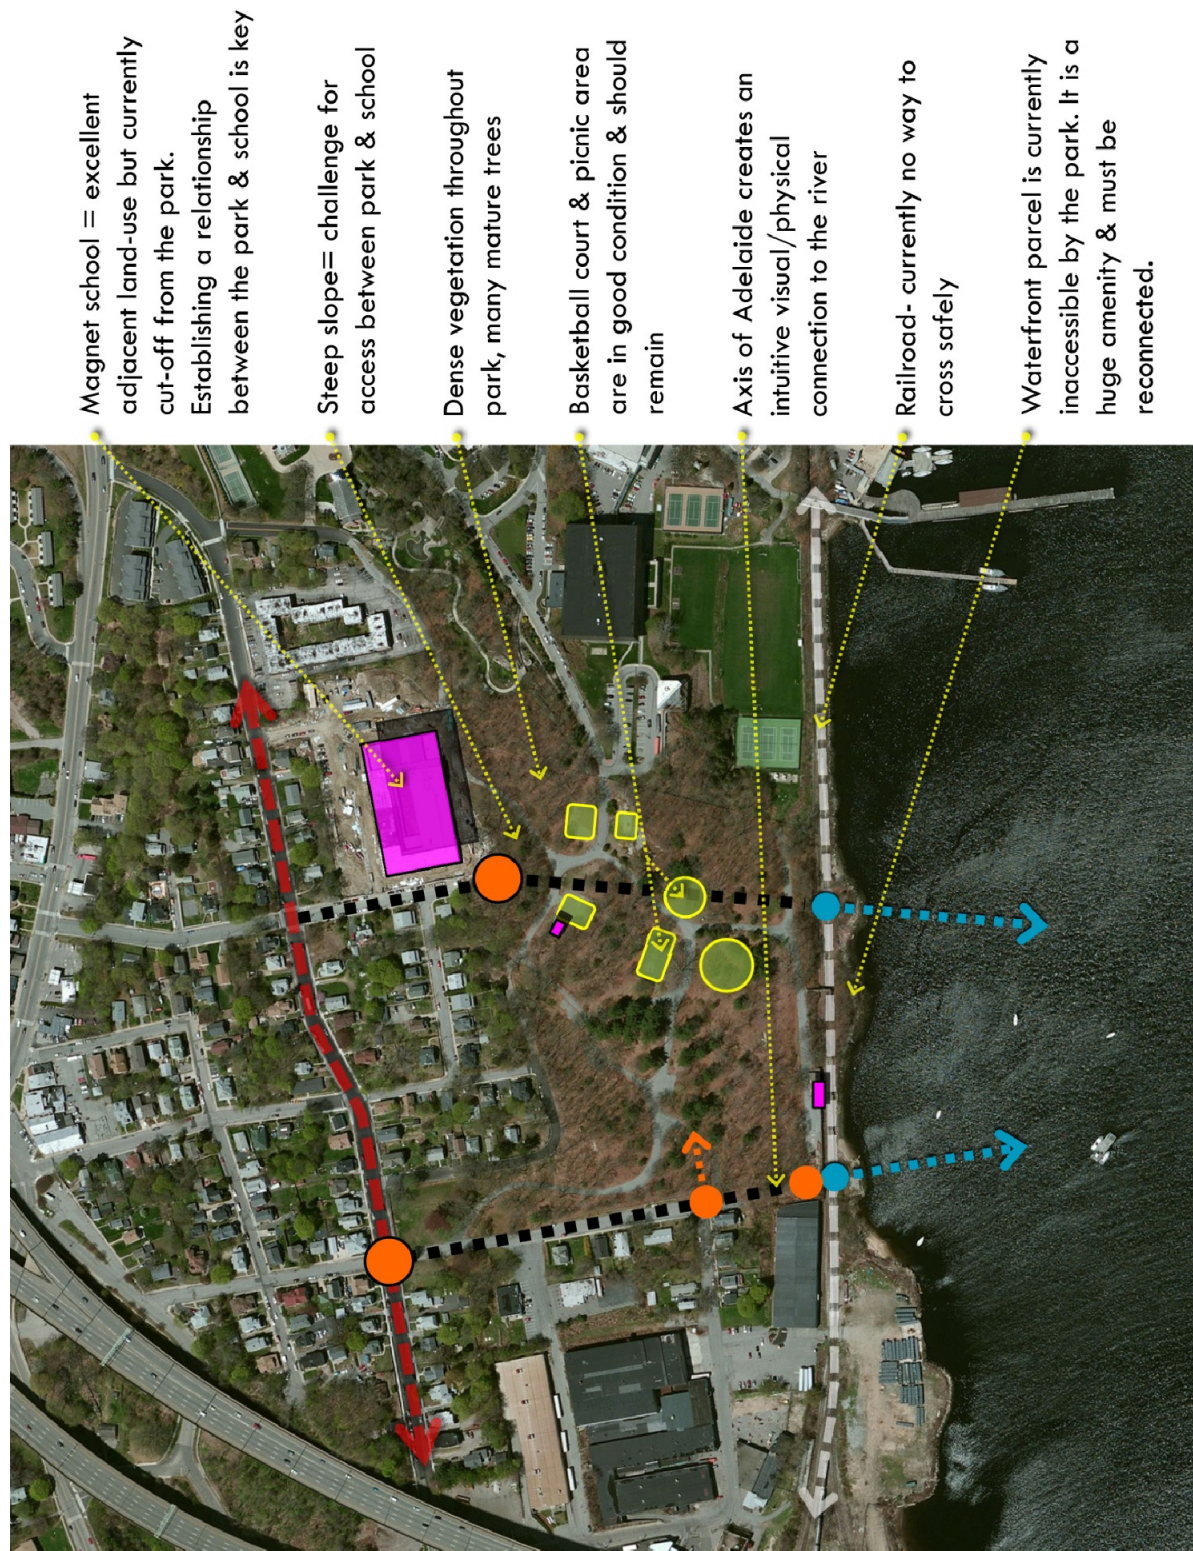 Magnet school = excellent
adjacent land-use but currently
cut-off from the park.
Establishing a relationship
between the park & school is key
Steep slope= challenge for
access between park & school
Dense vegetation throughout
park, many mature trees
Basketball court & picnic area
are in good condition & should
remain
Axis of Adelaide creates an
intuitive visual/physical
connection to the river
Railroad- currently no way to
cross safely
Waterfront parcel is currently
inaccessible by the park. It is a
huge amenity & must be
reconnected.